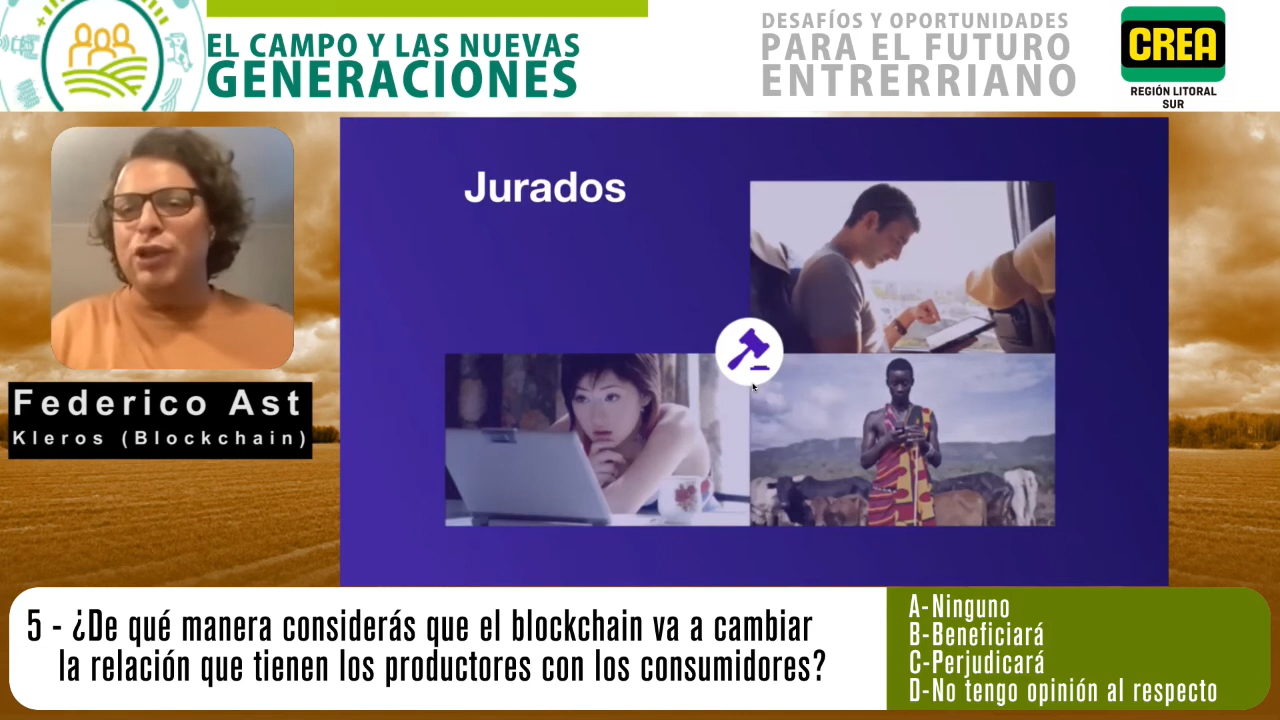 EL CAMPO Y LAS NUEVAS
GENERACIONES
DESAFÍOS Y OPORTUNIDADES
PARA EL FUTURO
ENTRERRIANO
CREA
REGIÓN LITORAL
SUR
Jurados
Federico Ast
Kleros (Blockchain)
5 - ¿De qué manera considerás que el blockchain va a cambiar
la relación que tienen los productores con los consumidores?
A-Ninguno
B-Beneficiará
C-Perjudicará
D-No tengo opinión al respecto